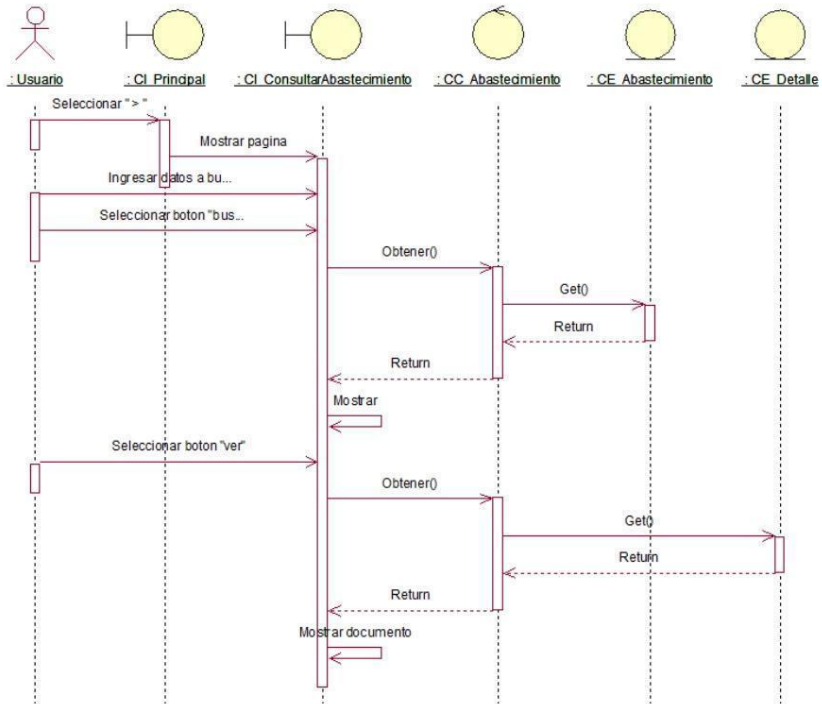 : Usuario
: CI_Principal
: CI_ConsultarAbastecimiento
: CC_Abastecimiento
: CE_Abastecimiento
: CE_Detalle
Seleccionar ">"
Mostrar pagina
Ingresar datos a bu...
Seleccionar boton "bus...
Obtener()
Get()
Return
Return
Mostrar
Seleccionar boton "ver"
Obtener()
Get()
Return
Return
Mostrar documento